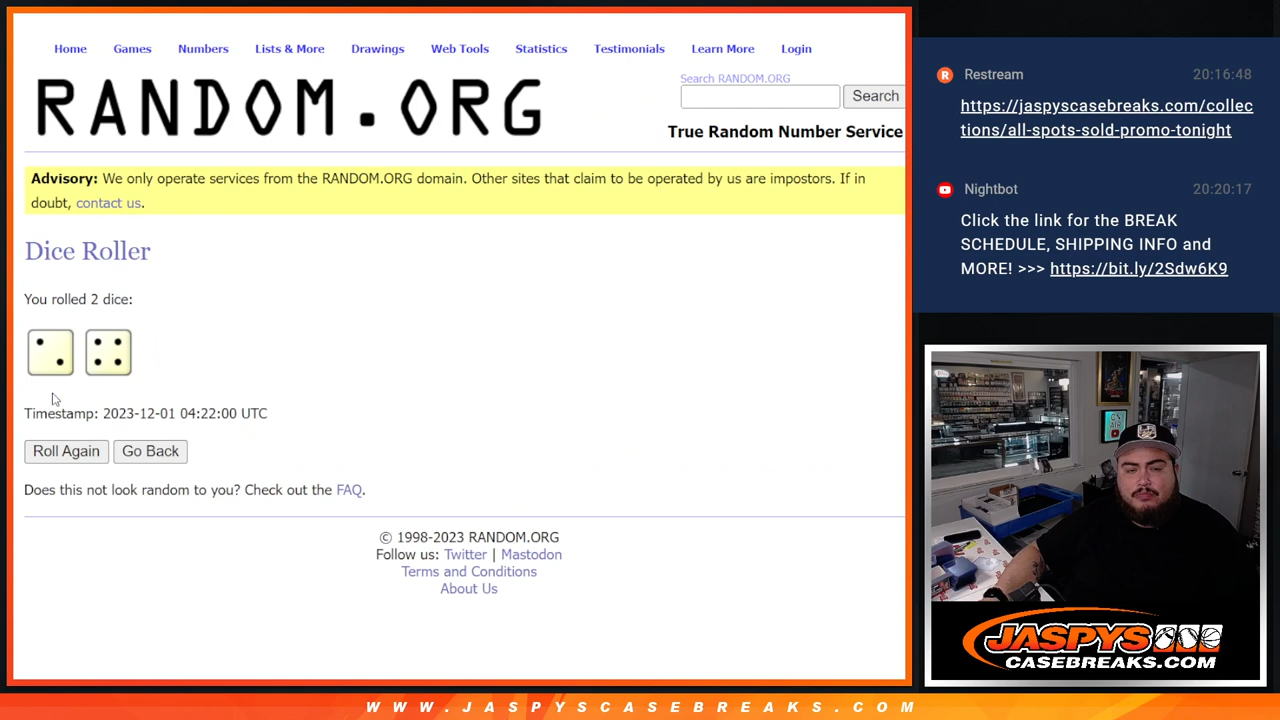 Home Games Numbers Lists & More Drawings Web Tools Statistics Testimonials Learn More Login
RANDOM.ORG
Search RANDOM.ORG
Search
True Random Number Service
Advisory: We only operate services from the RANDOM.ORG domain. Other sites that claim to be operated by us are impostors. If in
doubt, contact us.
Dice Roller
You rolled 2 dice:
Timestamp: 2023-12-01 04:22:00 UTC
Roll Again Go Back
Does this not look random to you? Check out the FAQ.
© 1998-2023 RANDOM.ORG
Follow us: Twitter | Mastodon
Terms and Conditions
About Us
R Restream 20:16:48
https://jaspyscasebreaks.com/collec
tions/all-spots-sold-promo-tonight
Nightbot 20:20:17
Click the link for the BREAK
SCHEDULE, SHIPPING INFO and
MORE! >>> https://bit.ly/2Sdw6K9
JASPYS
CASEBREAKS.COM
WWW.JASPYSCASEBREAKS.COM